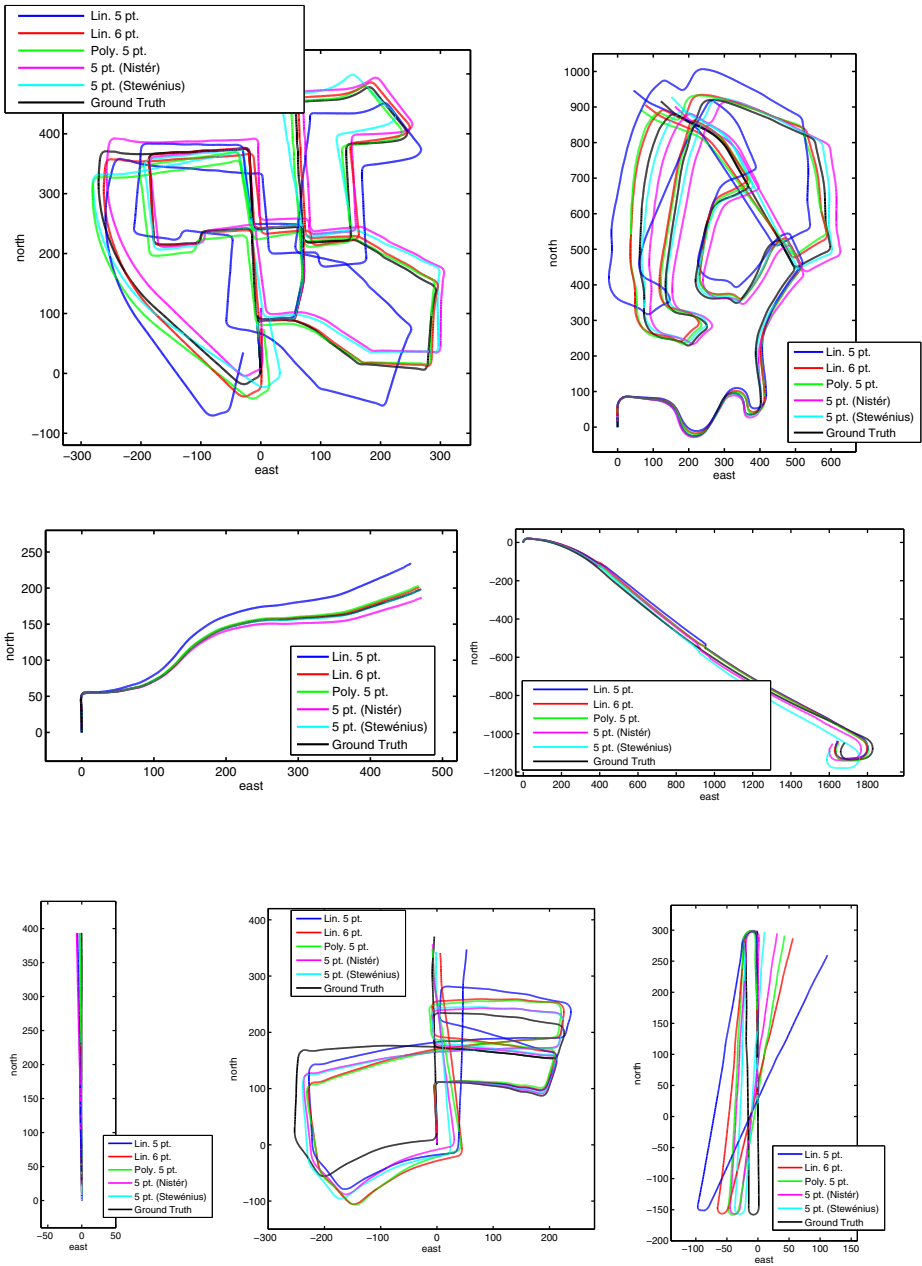 Lin. 5 pt.
Lin. 6 pt.
Poly. 5 pt.
5 pt. (Nistér)
5 pt. (Stewénius)
Ground Truth
400
300
200
100
0
−100
north
−300 −200 −100 0 100 200 300
east
1000
900
800
700
600
500
400
300
200
100
0
north
0 100 200 300 400 500 600
east
Lin. 5 pt.
Lin. 6 pt.
Poly. 5 pt.
5 pt. (Nistér)
5 pt. (Stewénius)
Ground Truth
250
200
150
100
50
0
north
0 100 200 300 400 500
east
Lin. 5 pt.
Lin. 6 pt.
Poly. 5 pt.
5 pt. (Nistér)
5 pt. (Stewénius)
Ground Truth
0
−200
−400
−600
−800
−1000
−1200
north
0 200 400 600 800 1000 1200 1400 1600 1800
east
Lin. 5 pt.
Lin. 6 pt.
Poly. 5 pt.
5 pt. (Nistér)
5 pt. (Stewénius)
Ground Truth
400
350
300
250
200
150
100
50
0
north
−50 0 50
east
Lin. 5 pt.
Lin. 6 pt.
Poly. 5 pt.
5 pt. (Nistér)
5 pt. (Stewénius)
Ground Truth
400
300
200
100
0
−100
north
−300 −200 −100 0 100 200
east
Lin. 5 pt.
Lin. 6 pt.
Poly. 5 pt.
5 pt. (Nistér)
5 pt. (Stewénius)
Ground Truth
300
250
200
150
100
50
0
−50
−100
−150
−200
north
−100 −50 0 50 100 150
east
Lin. 5 pt.
Lin. 6 pt.
Poly. 5 pt.
5 pt. (Nistér)
5 pt. (Stewénius)
Ground Truth